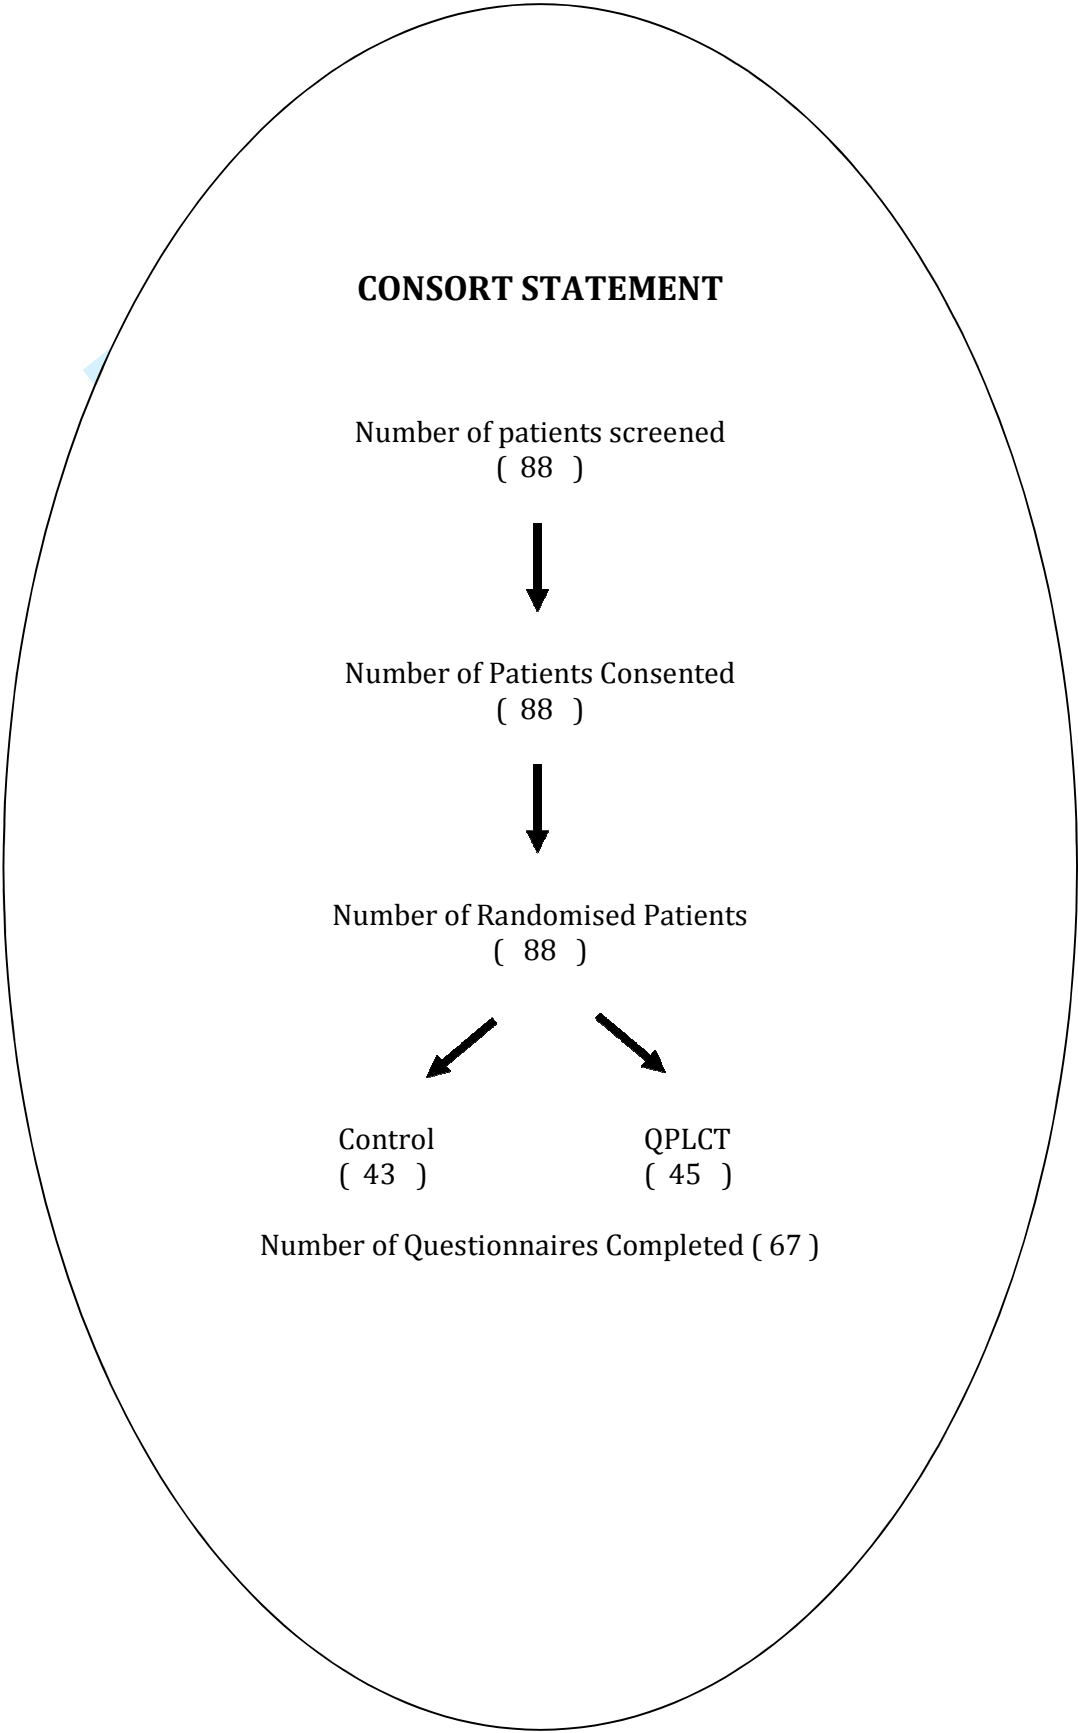 CONSORT STATEMENT
Number of patients screened
( 88 )
Number of Patients Consented
( 88 )
Number of Randomised Patients
( 88 )
Control QPLCT
( 43 ) ( 45 )
Number of Questionnaires Completed ( 67 )